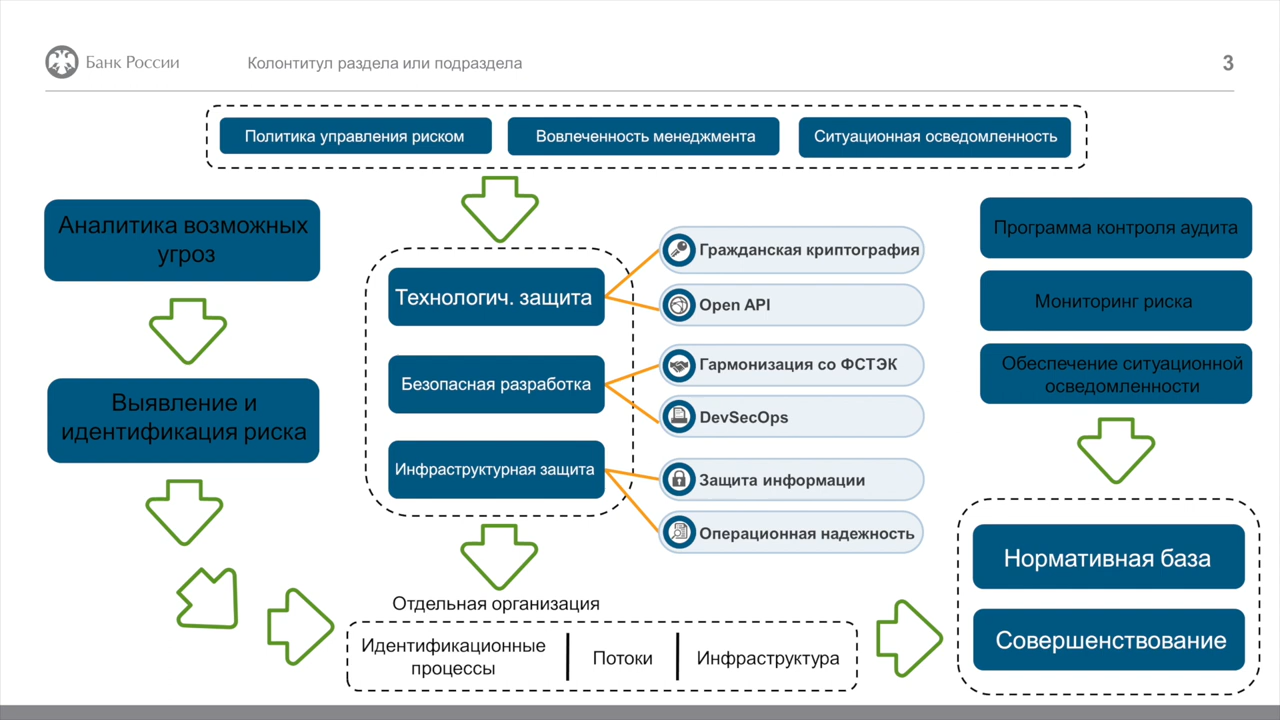 Банк России
Колонтитул раздела или подраздела
3
Политика управления риском
Вовлеченность менеджмента
Ситуационная осведомленность
Аналитика возможных
угроз
Выявление и
идентификация риска
Технологич. защита
Безопасная разработка
Инфраструктурная защита
Гражданская криптография
Open API
Гармонизация со ФСТЭК
DevSecOps
Защита информации
Операционная надежность
Программа контроля аудита
Мониторинг риска
Обеспечение ситуационной
осведомленности
Отдельная организация
Идентификационные
процессы
Потоки
Инфраструктура
Нормативная база
Совершенствование